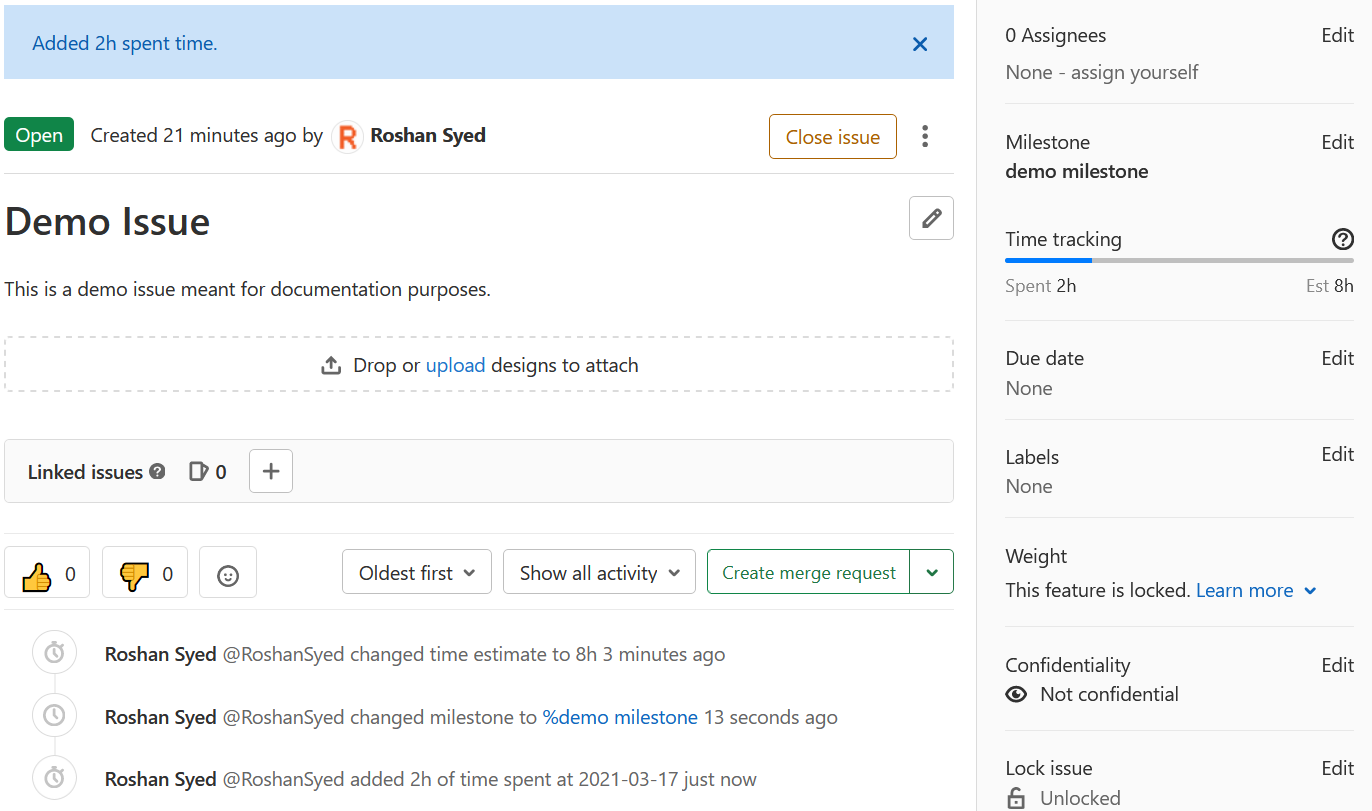 Added 2h spent time.
Open Created 21 minutes ago by R Roshan Syed Close issue
Demo Issue
This is a demo issue meant for documentation purposes.
Drop or upload designs to attach
Linked issues 0
0 0 Oldest first Show all activity Create merge request
Roshan Syed @RoshanSyed changed time estimate to 8h 3 minutes ago
Roshan Syed @RoshanSyed changed milestone to %demo milestone 13 seconds ago
Roshan Syed @RoshanSyed added 2h of time spent at 2021-03-17 just now
0 Assignees Edit
None - assign yourself
Milestone Edit
demo milestone
Time tracking
Spent 2h Est 8h
Due date Edit
None
Labels Edit
None
Weight
This feature is locked. Learn more
Confidentiality Edit
Not confidential
Lock issue Edit
Unlocked